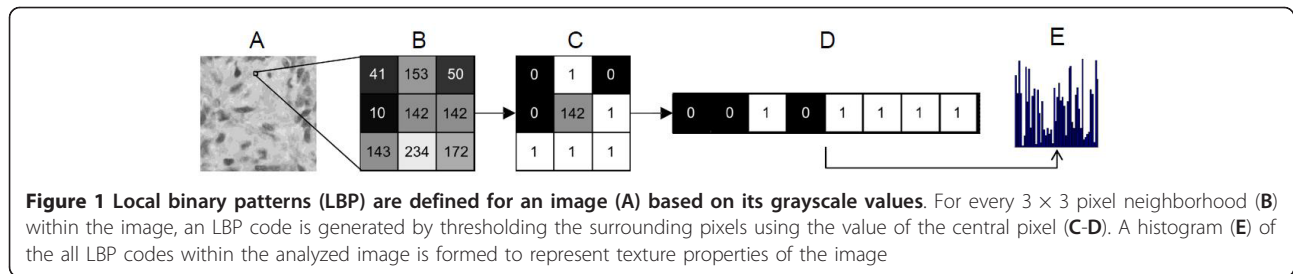 A B C D E
41 153 50
10 142 142
143 234 172
0 1 0
0 142 1
1 1 1
0 0 1 0 1 1 1 1
Figure 1 Local binary patterns (LBP) are defined for an image (A) based on its grayscale values. For every 3 × 3 pixel neighborhood (B)
within the image, an LBP code is generated by thresholding the surrounding pixels using the value of the central pixel (C-D). A histogram (E) of
the all LBP codes within the analyzed image is formed to represent texture properties of the image